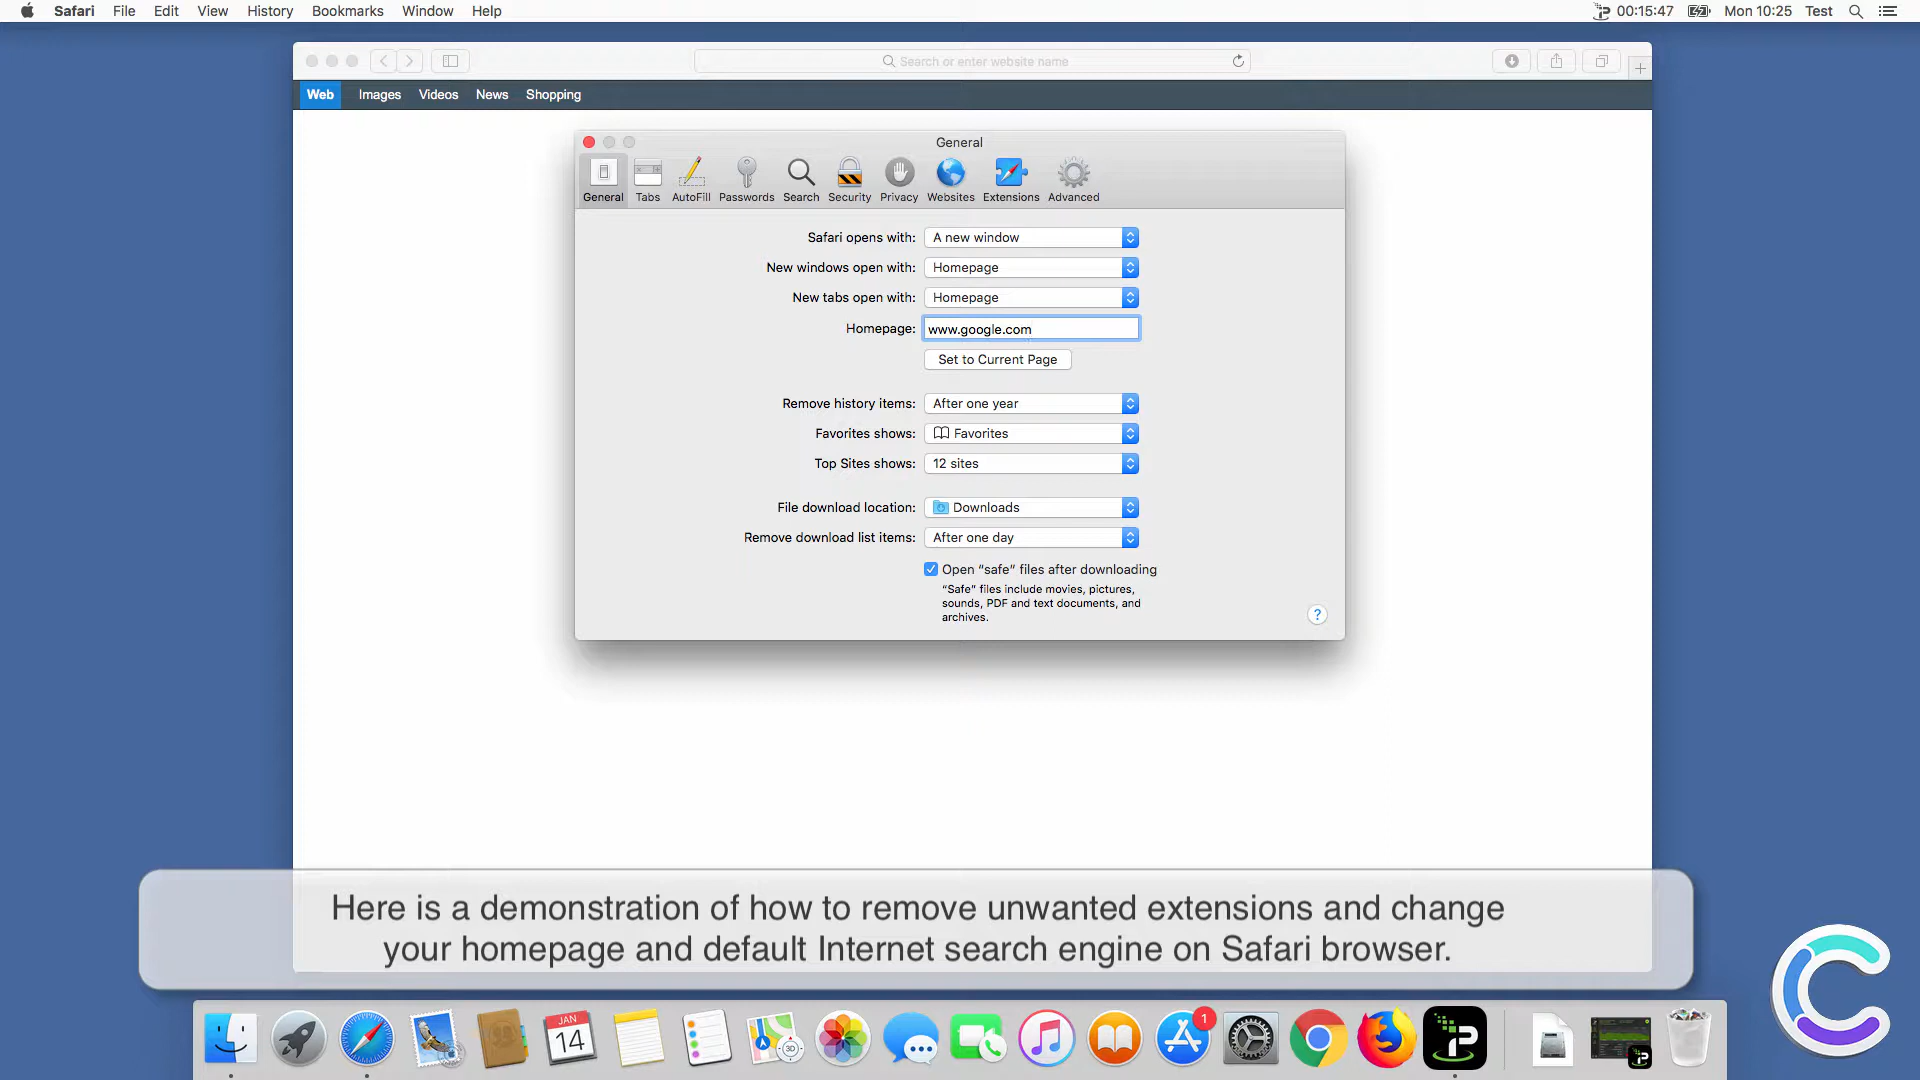 Safari File Edit View History Bookmarks Window Help 00:15:47 Mon 10:25 Test
Search or enter website name
Web Images Videos News Shopping
General
General Tabs AutoFill Passwords Search Security Privacy Websites Extensions Advanced
Safari opens with: A new window
New windows open with: Homepage
New tabs open with: Homepage
Homepage: www.google.com
Set to Current Page
Remove history items: After one year
Favorites shows: Favorites
Top Sites shows: 12 sites
File download location: Downloads
Remove download list items: After one day
Open “safe” files after downloading
“Safe” files include movies, pictures,
sounds, PDF and text documents, and
archives.
?
Here is a demonstration of how to remove unwanted extensions and change
your homepage and default Internet search engine on Safari browser.
JAN
14
3D
1